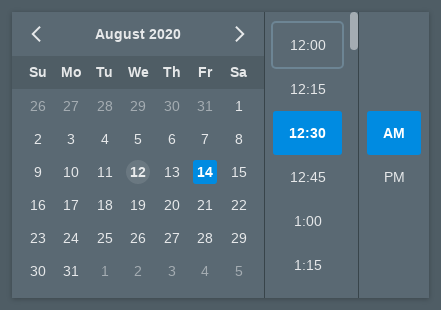 August 2020
Su Mo Tu We Th Fr Sa
26 27 28 29 30 31 1
2 3 4 5 6 7 8
9 10 11 12 13 14 15
16 17 18 19 20 21 22
23 24 25 26 27 28 29
30 31 1 2 3 4 5
12:00
12:15
12:30
12:45
1:00
1:15
AM
PM